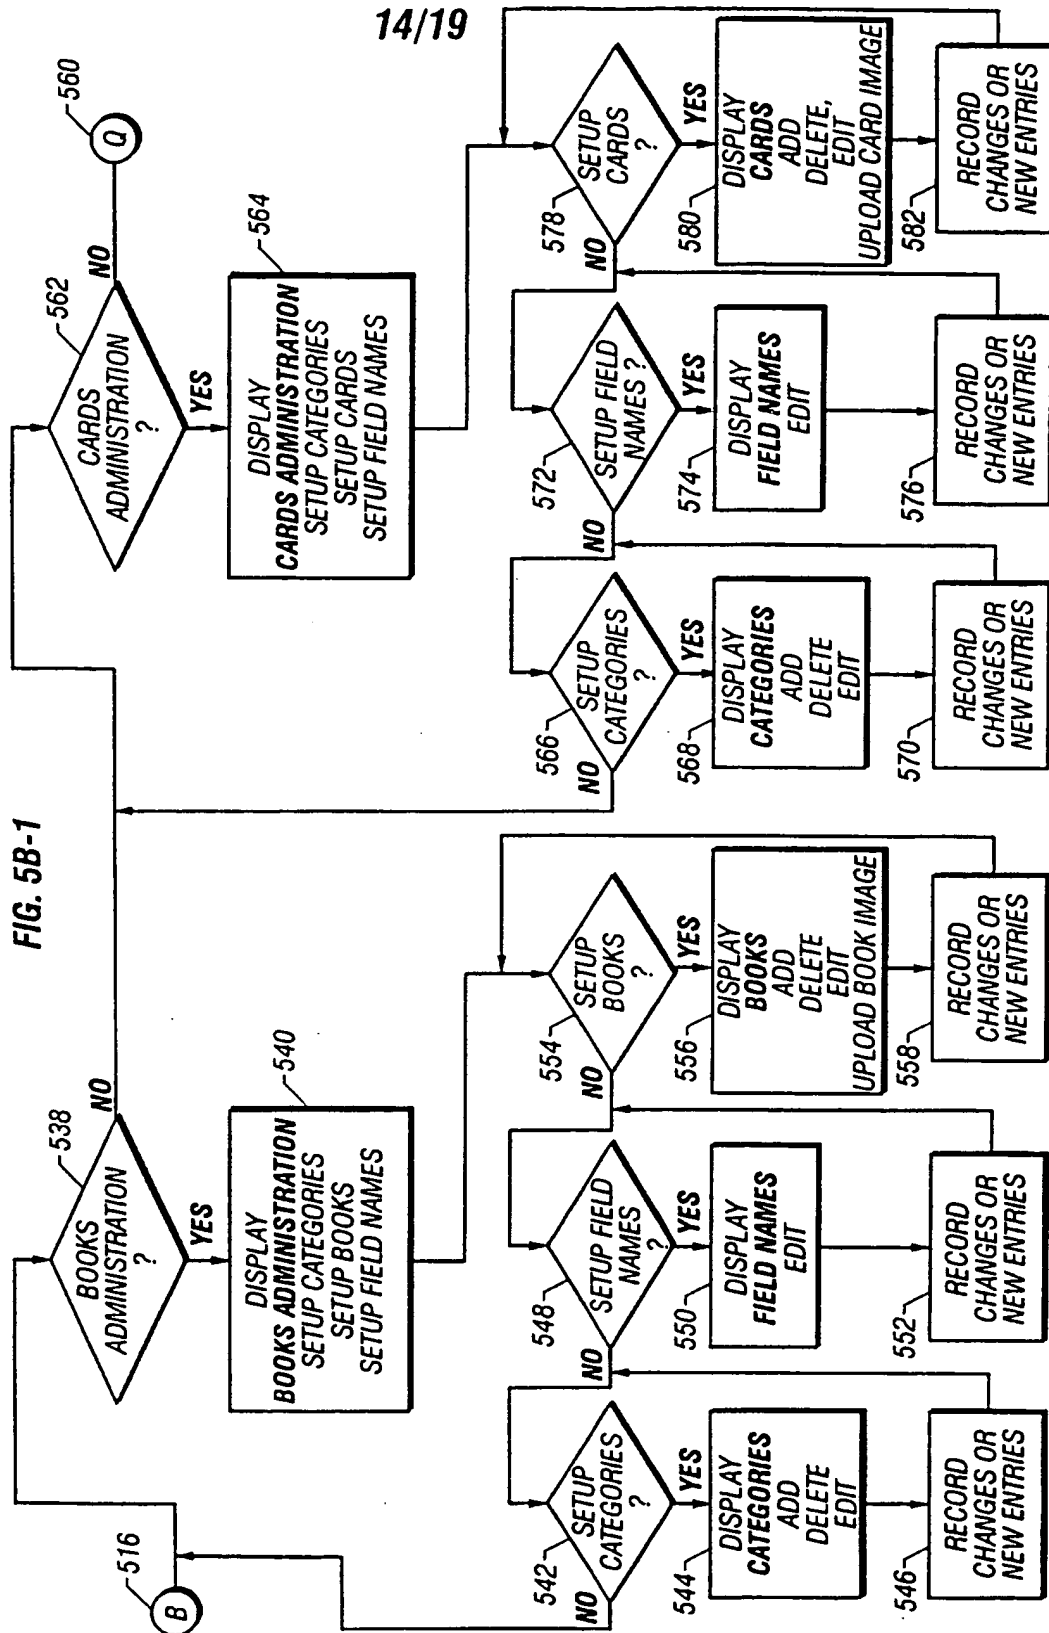 14/19
FIG. 5B-1
B
516
BOOKS
ADMINISTRATION
?
538
NO
YES
DISPLAY
BOOKS ADMINISTRATION
SETUP CATEGORIES
SETUP BOOKS
SETUP FIELD NAMES
540
CARDS
ADMINISTRATION
?
562
NO
Q
560
YES
DISPLAY
CARDS ADMINISTRATION
SETUP CATEGORIES
SETUP CARDS
SETUP FIELD NAMES
564
SETUP
CATEGORIES
?
542
NO
YES
SETUP FIELD
NAMES
?
548
NO
YES
SETUP
BOOKS
?
554
NO
YES
SETUP
CATEGORIES
?
566
NO
YES
SETUP FIELD
NAMES ?
572
NO
YES
SETUP
CARDS
?
578
NO
YES
DISPLAY
CATEGORIES
ADD
DELETE
EDIT
544
DISPLAY
FIELD NAMES
EDIT
550
DISPLAY
BOOKS
ADD
DELETE
EDIT
UPLOAD BOOK IMAGE
556
DISPLAY
CATEGORIES
ADD
DELETE
EDIT
568
DISPLAY
FIELD NAMES
EDIT
574
DISPLAY
CARDS
ADD
DELETE,
EDIT
UPLOAD CARD IMAGE
580
RECORD
CHANGES OR
NEW ENTRIES
546
RECORD
CHANGES OR
NEW ENTRIES
552
RECORD
CHANGES OR
NEW ENTRIES
558
RECORD
CHANGES OR
NEW ENTRIES
570
RECORD
CHANGES OR
NEW ENTRIES
576
RECORD
CHANGES OR
NEW ENTRIES
582